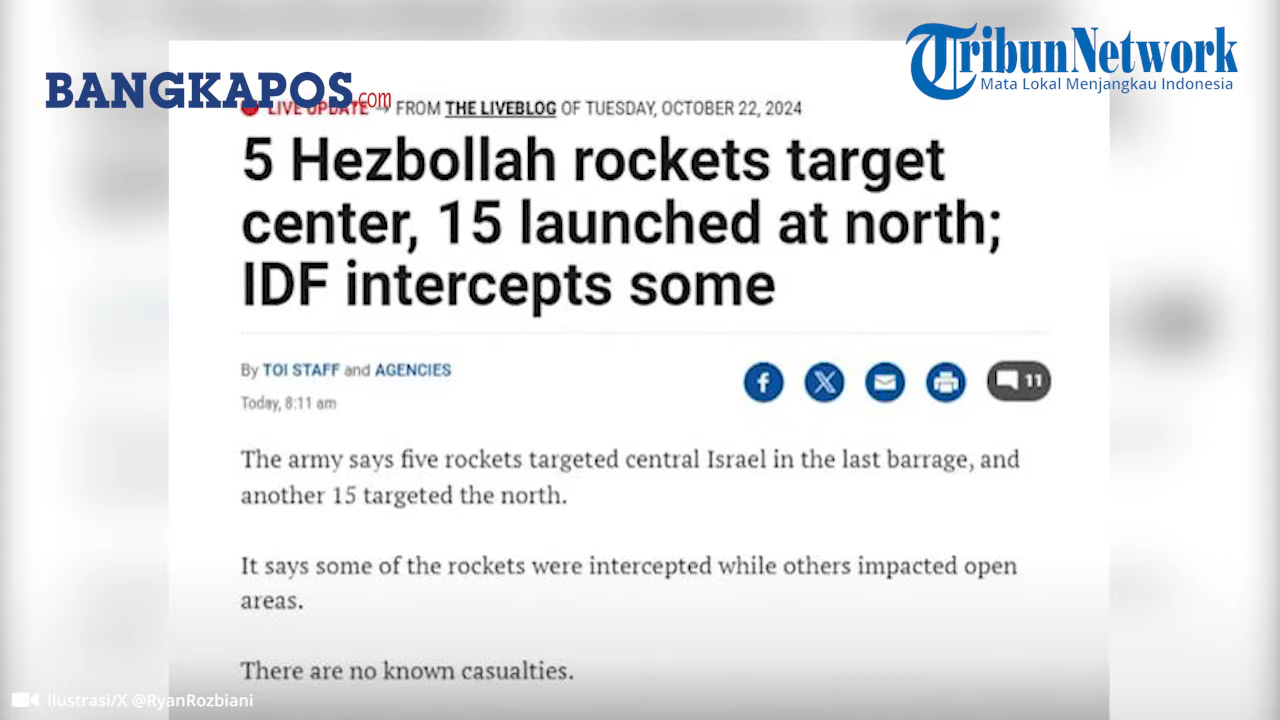 BANGKAPOS.com
TribunNetwork
Mata Lokal Menjangkau Indonesia
LIVE UPDATE → FROM THE LIVEBLOG OF TUESDAY, OCTOBER 22, 2024
5 Hezbollah rockets target
center, 15 launched at north;
IDF intercepts some
By TOI STAFF and AGENCIES
Today, 8:11 am
11
The army says five rockets targeted central Israel in the last barrage, and
another 15 targeted the north.
It says some of the rockets were intercepted while others impacted open
areas.
There are no known casualties.
ilustrasi/X @RyanRozbiani